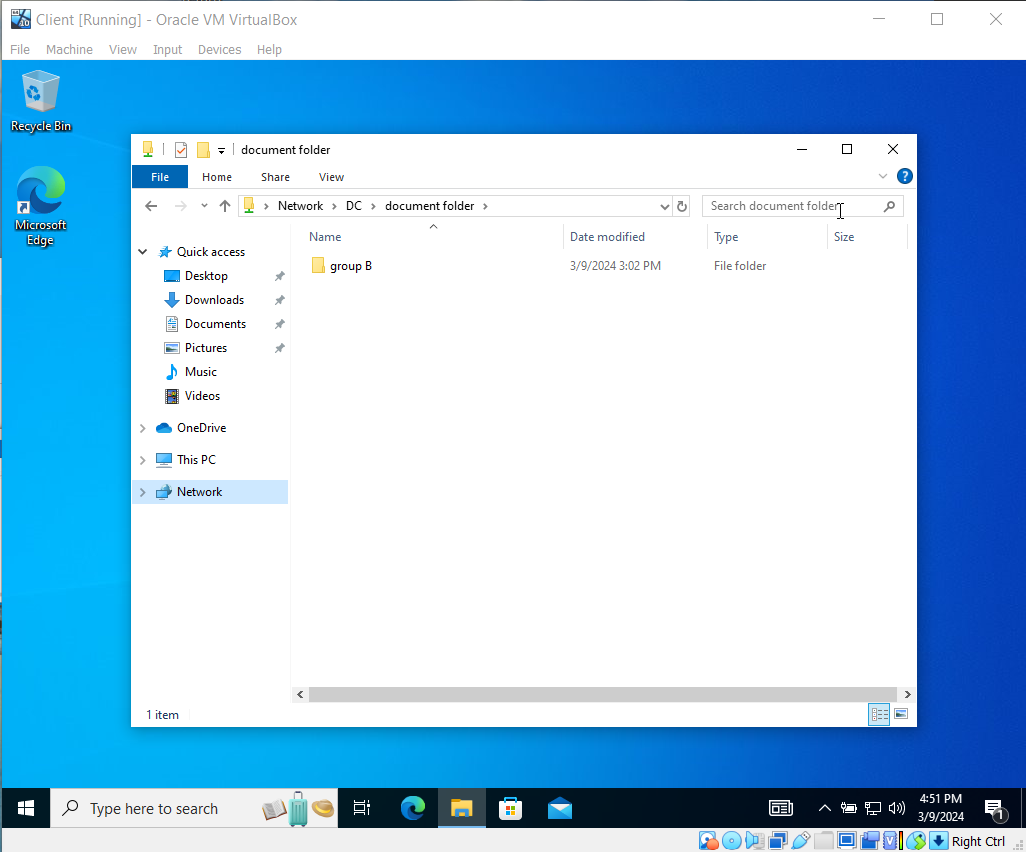 Client [Running] - Oracle VM VirtualBox
File Machine View Input Devices Help
Recycle Bin
Microsoft
Edge
document folder
File Home Share View
Network DC document folder
Search document folder
Name Date modified Type Size
group B 3/9/2024 3:02 PM File folder
Quick access
Desktop
Downloads
Documents
Pictures
Music
Videos
OneDrive
This PC
Network
1 item
Type here to search
4:51 PM
3/9/2024
1
Right Ctrl